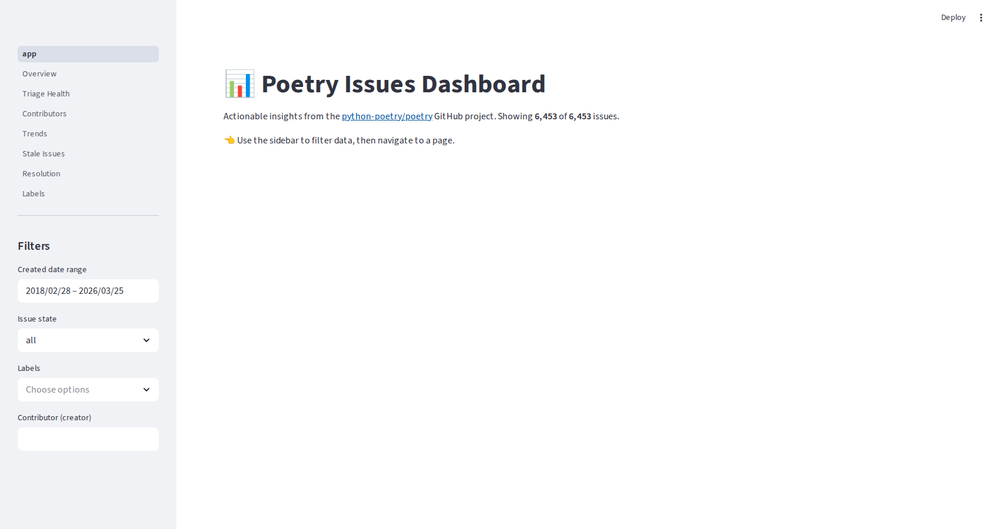 app
Overview
Triage Health
Contributors
Trends
Stale Issues
Resolution
Labels
Filters
Created date range
2018/02/28 – 2026/03/25
Issue state
all
Labels
Choose options
Contributor (creator)
Deploy
📊 Poetry Issues Dashboard
Actionable insights from the python-poetry/poetry GitHub project. Showing 6,453 of 6,453 issues.
👈 Use the sidebar to filter data, then navigate to a page.